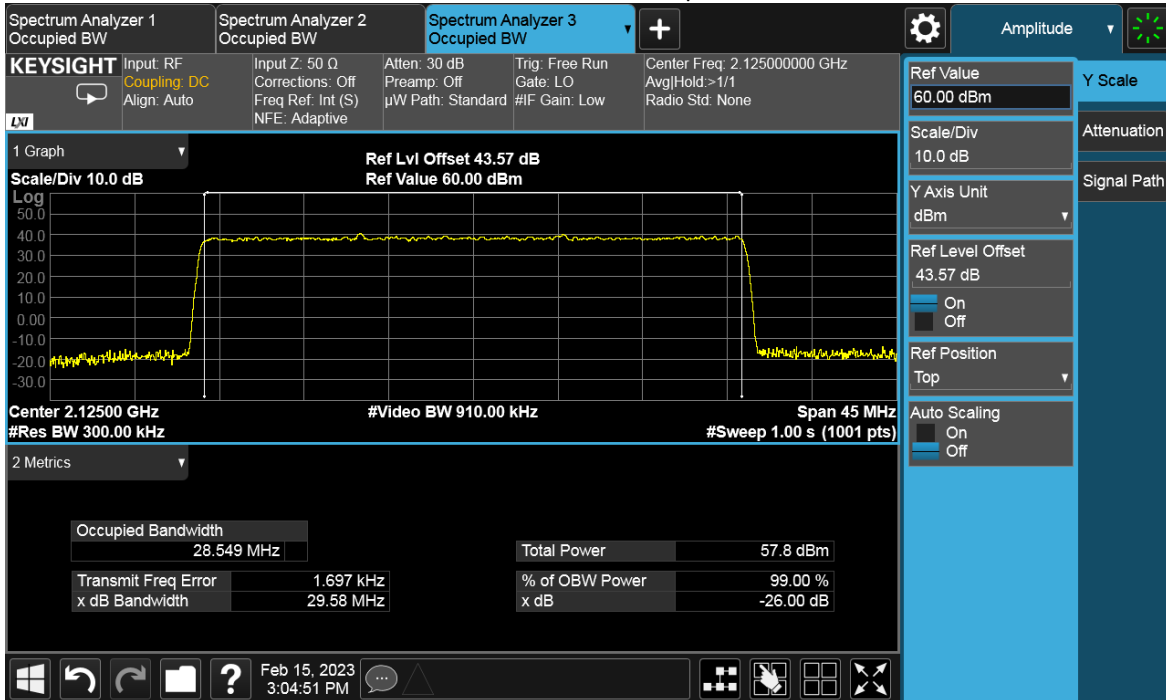 Spectrum Analyzer 1
Occupied BW
Spectrum Analyzer 2
Occupied BW
Spectrum Analyzer 3
Occupied BW
Amplitude
KEYSIGHT
LXI
Input: RF
Coupling: DC
Align: Auto
Input Z: 50 Ω
Corrections: Off
Freq Ref: Int (S)
NFE: Adaptive
Atten: 30 dB
Preamp: Off
µW Path: Standard
Trig: Free Run
Gate: LO
#IF Gain: Low
Center Freq: 2.125000000 GHz
Avg|Hold:>1/1
Radio Std: None
1 Graph
Scale/Div 10.0 dB
Ref Lvl Offset 43.57 dB
Ref Value 60.00 dBm
Log
50.0
40.0
30.0
20.0
10.0
0.00
-10.0
-20.0
-30.0
Center 2.12500 GHz
#Res BW 300.00 kHz
#Video BW 910.00 kHz
Span 45 MHz
#Sweep 1.00 s (1001 pts)
2 Metrics
Occupied Bandwidth
28.549 MHz
Transmit Freq Error 1.697 kHz
x dB Bandwidth 29.58 MHz
Total Power 57.8 dBm
% of OBW Power 99.00 %
x dB -26.00 dB
Ref Value
60.00 dBm
Scale/Div
10.0 dB
Y Axis Unit
dBm
Ref Level Offset
43.57 dB
On
Off
Ref Position
Top
Auto Scaling
On
Off
Y Scale
Attenuation
Signal Path
?
Feb 15, 2023
3:04:51 PM